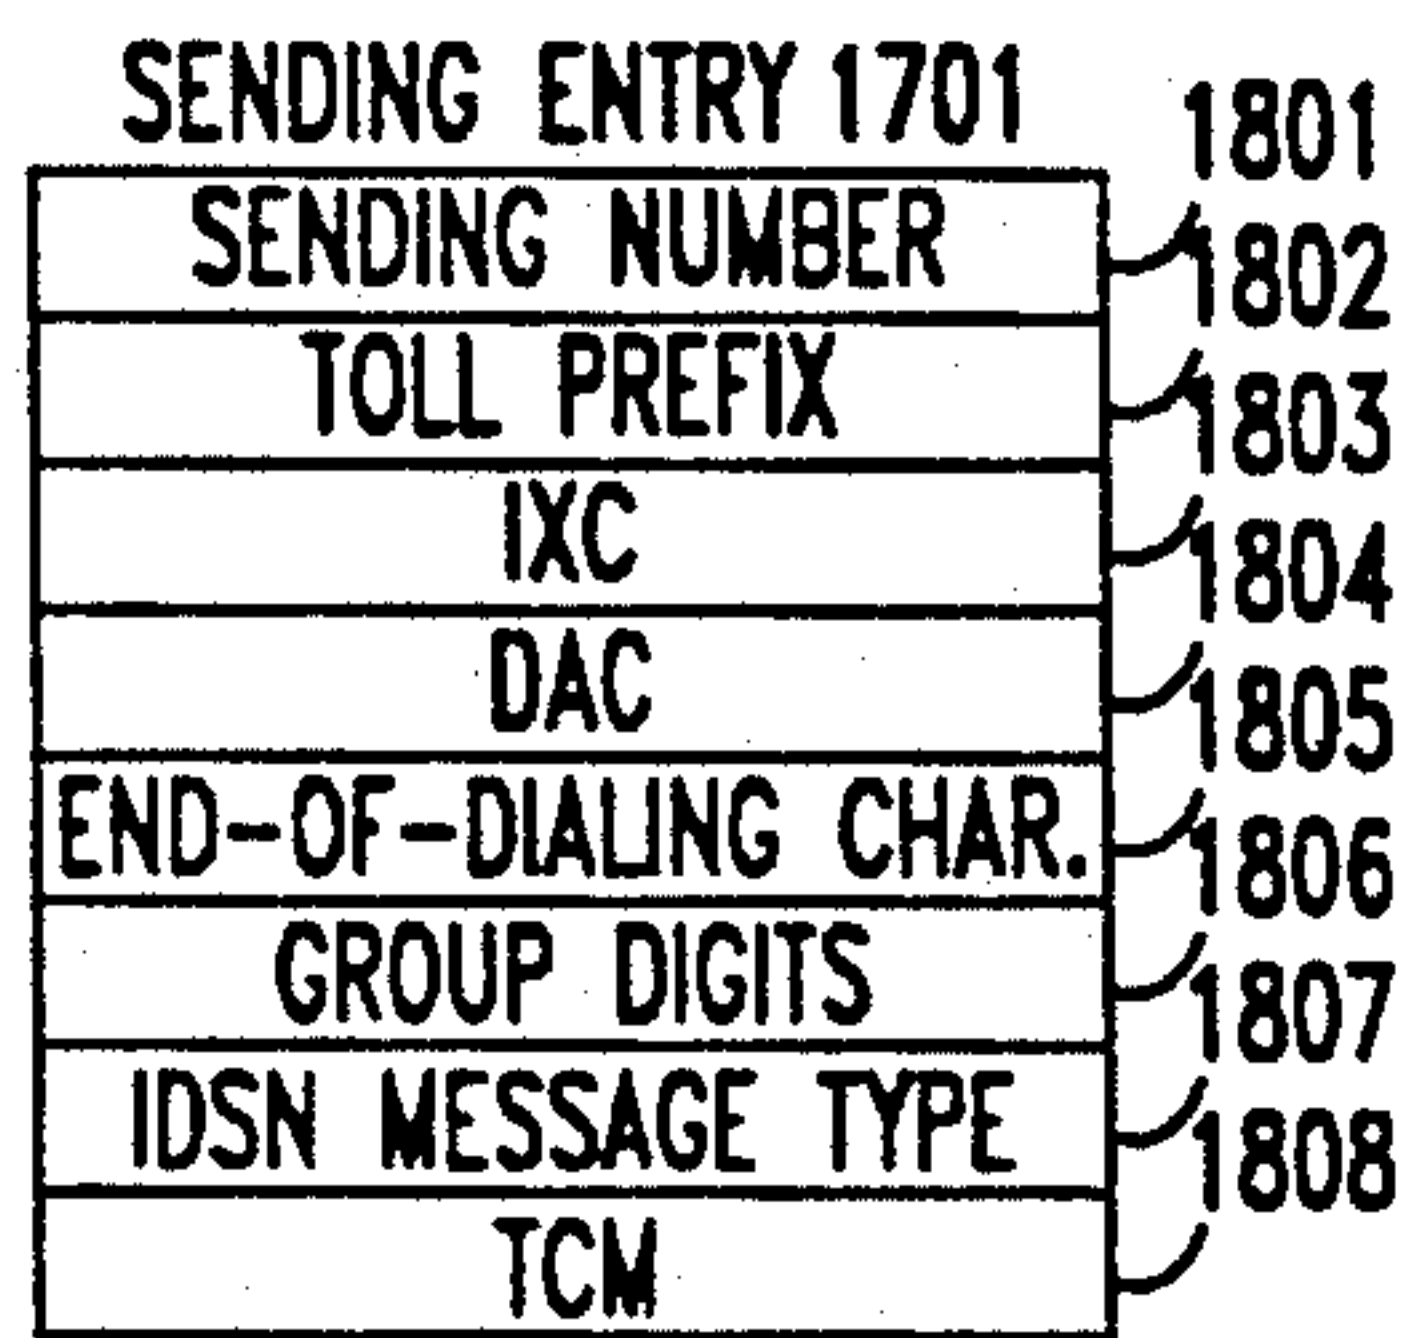 SENDING ENTRY 1701
1801
SENDING NUMBER
1802
TOLL PREFIX
1803
IXC
1804
DAC
1805
END-OF-DIALING CHAR.
1806
GROUP DIGITS
1807
IDSN MESSAGE TYPE
1808
TCM